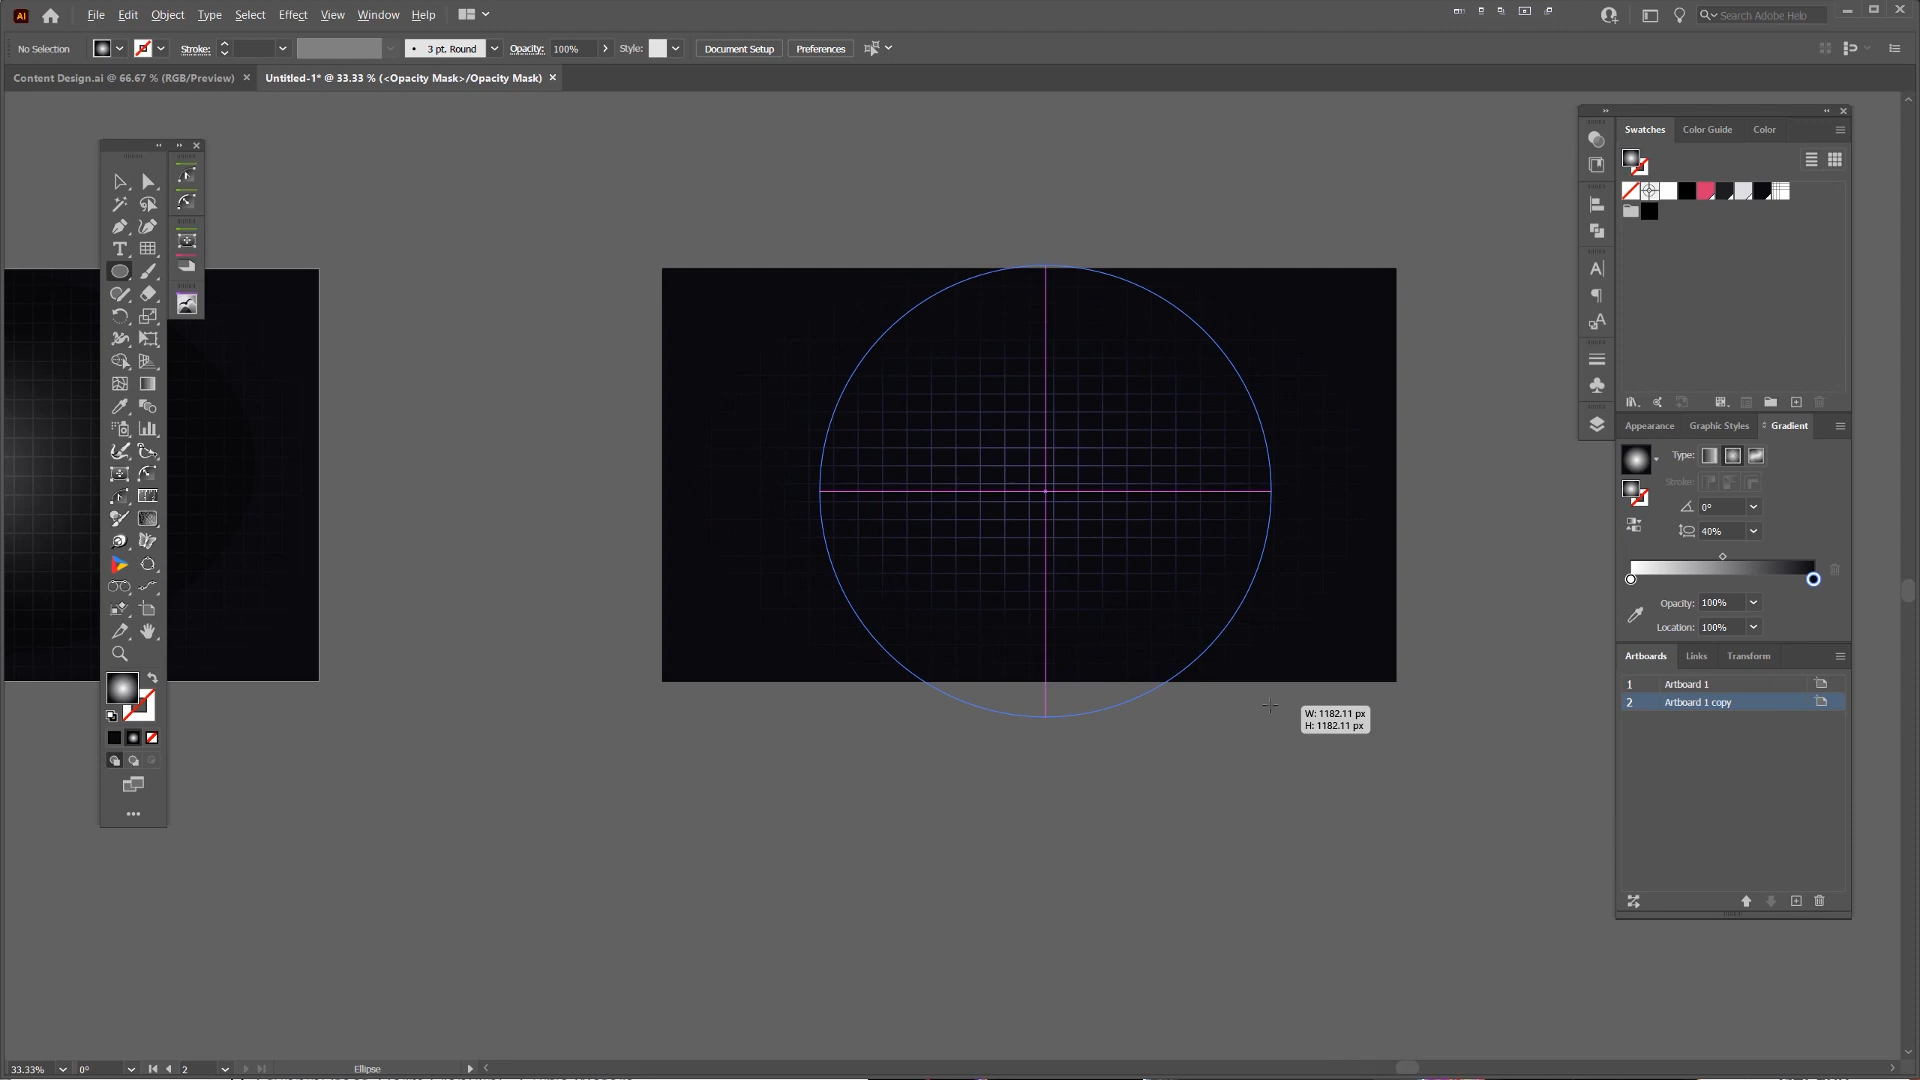 Ai File Edit Object Type Select Effect View Window Help Search Adobe Help
No Selection Stroke: 3 pt. Round Opacity: 100% Style: Document Setup Preferences
Content Design.ai @ 66.67 % (RGB/Preview) Untitled-1* @ 33.33 % (<Opacity Mask>/Opacity Mask)
Swatches Color Guide Color
Appearance Graphic Styles Gradient
Type:
Stroke:
0°
40%
Opacity: 100%
Location: 100%
Artboards Links Transform
1 Artboard 1
2 Artboard 1 copy
W: 1182.11 px
H: 1182.11 px
33.33% 0° 2 Ellipse